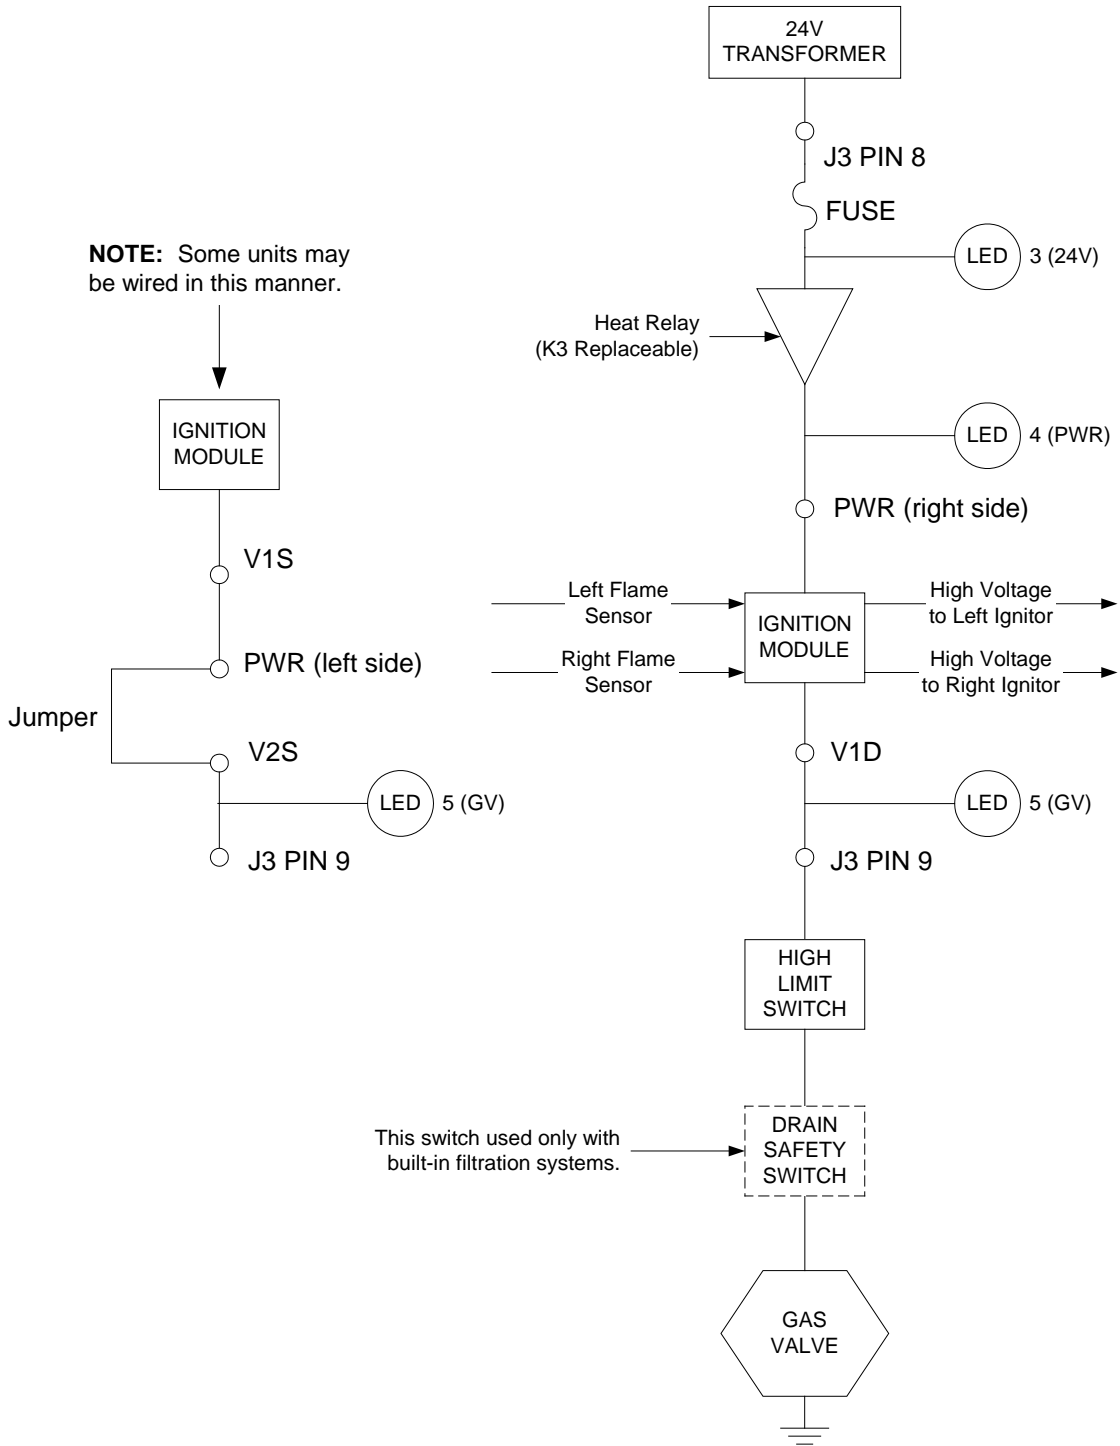 24V
TRANSFORMER
J3 PIN 8
FUSE
LED 3 (24V)
Heat Relay
(K3 Replaceable)
LED 4 (PWR)
PWR (right side)
Left Flame
Sensor
Right Flame
Sensor
IGNITION
MODULE
High Voltage
to Left Ignitor
High Voltage
to Right Ignitor
V1D
LED 5 (GV)
J3 PIN 9
HIGH
LIMIT
SWITCH
This switch used only with
built-in filtration systems.
DRAIN
SAFETY
SWITCH
GAS
VALVE
NOTE: Some units may
be wired in this manner.
IGNITION
MODULE
V1S
PWR (left side)
Jumper
V2S
LED 5 (GV)
J3 PIN 9